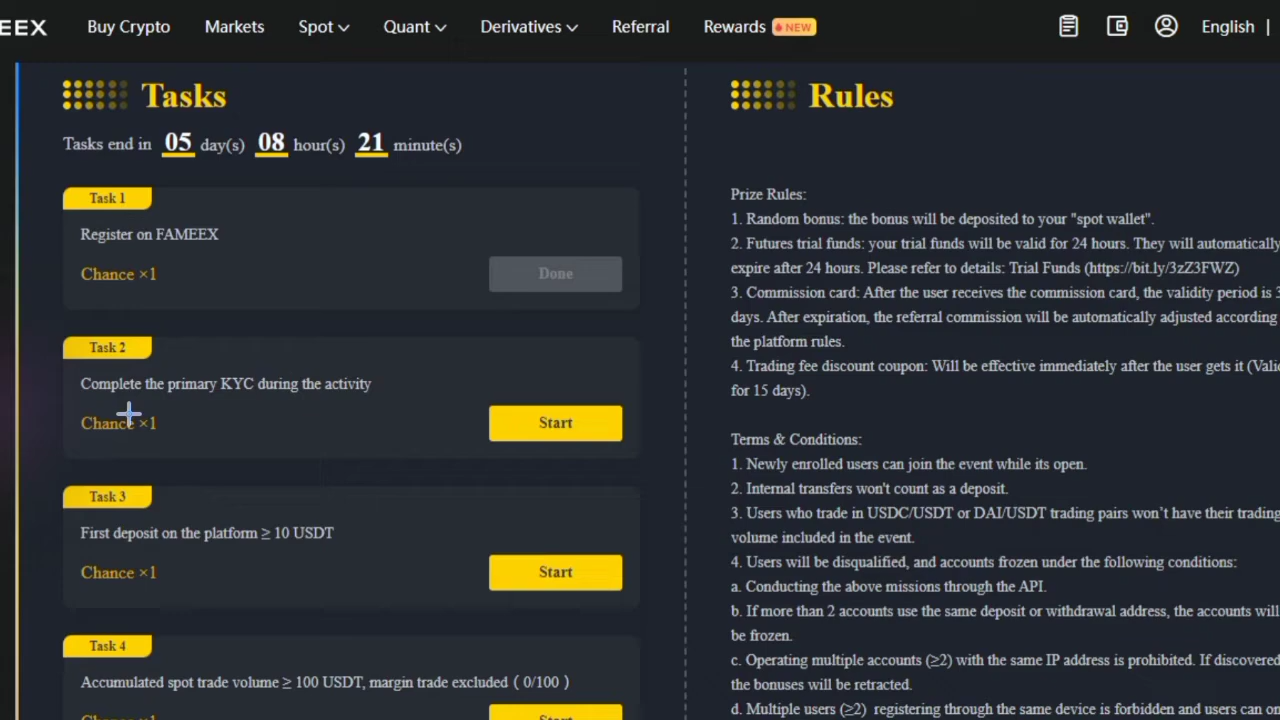 EEX Buy Crypto Markets Spot Quant Derivatives Referral Rewards NEW English |
Tasks
Tasks end in 05 day(s) 08 hour(s) 21 minute(s)
Task 1
Register on FAMEEX
Chance ×1
Done
Task 2
Complete the primary KYC during the activity
Chance ×1
Start
Task 3
First deposit on the platform ≥ 10 USDT
Chance ×1
Start
Task 4
Accumulated spot trade volume ≥ 100 USDT, margin trade excluded ( 0/100 )
Chance ×1
Start
Rules
Prize Rules:
1. Random bonus: the bonus will be deposited to your "spot wallet".
2. Futures trial funds: your trial funds will be valid for 24 hours. They will automatically
expire after 24 hours. Please refer to details: Trial Funds (https://bit.ly/3zZ3FWZ)
3. Commission card: After the user receives the commission card, the validity period is 3
days. After expiration, the referral commission will be automatically adjusted according
the platform rules.
4. Trading fee discount coupon: Will be effective immediately after the user gets it (Vali
for 15 days).
Terms & Conditions:
1. Newly enrolled users can join the event while its open.
2. Internal transfers won't count as a deposit.
3. Users who trade in USDC/USDT or DAI/USDT trading pairs won’t have their trading
volume included in the event.
4. Users will be disqualified, and accounts frozen under the following conditions:
a. Conducting the above missions through the API.
b. If more than 2 accounts use the same deposit or withdrawal address, the accounts will
be frozen.
c. Operating multiple accounts (≥2) with the same IP address is prohibited. If discovered
the bonuses will be retracted.
d. Multiple users (≥2) registering through the same device is forbidden and users can on